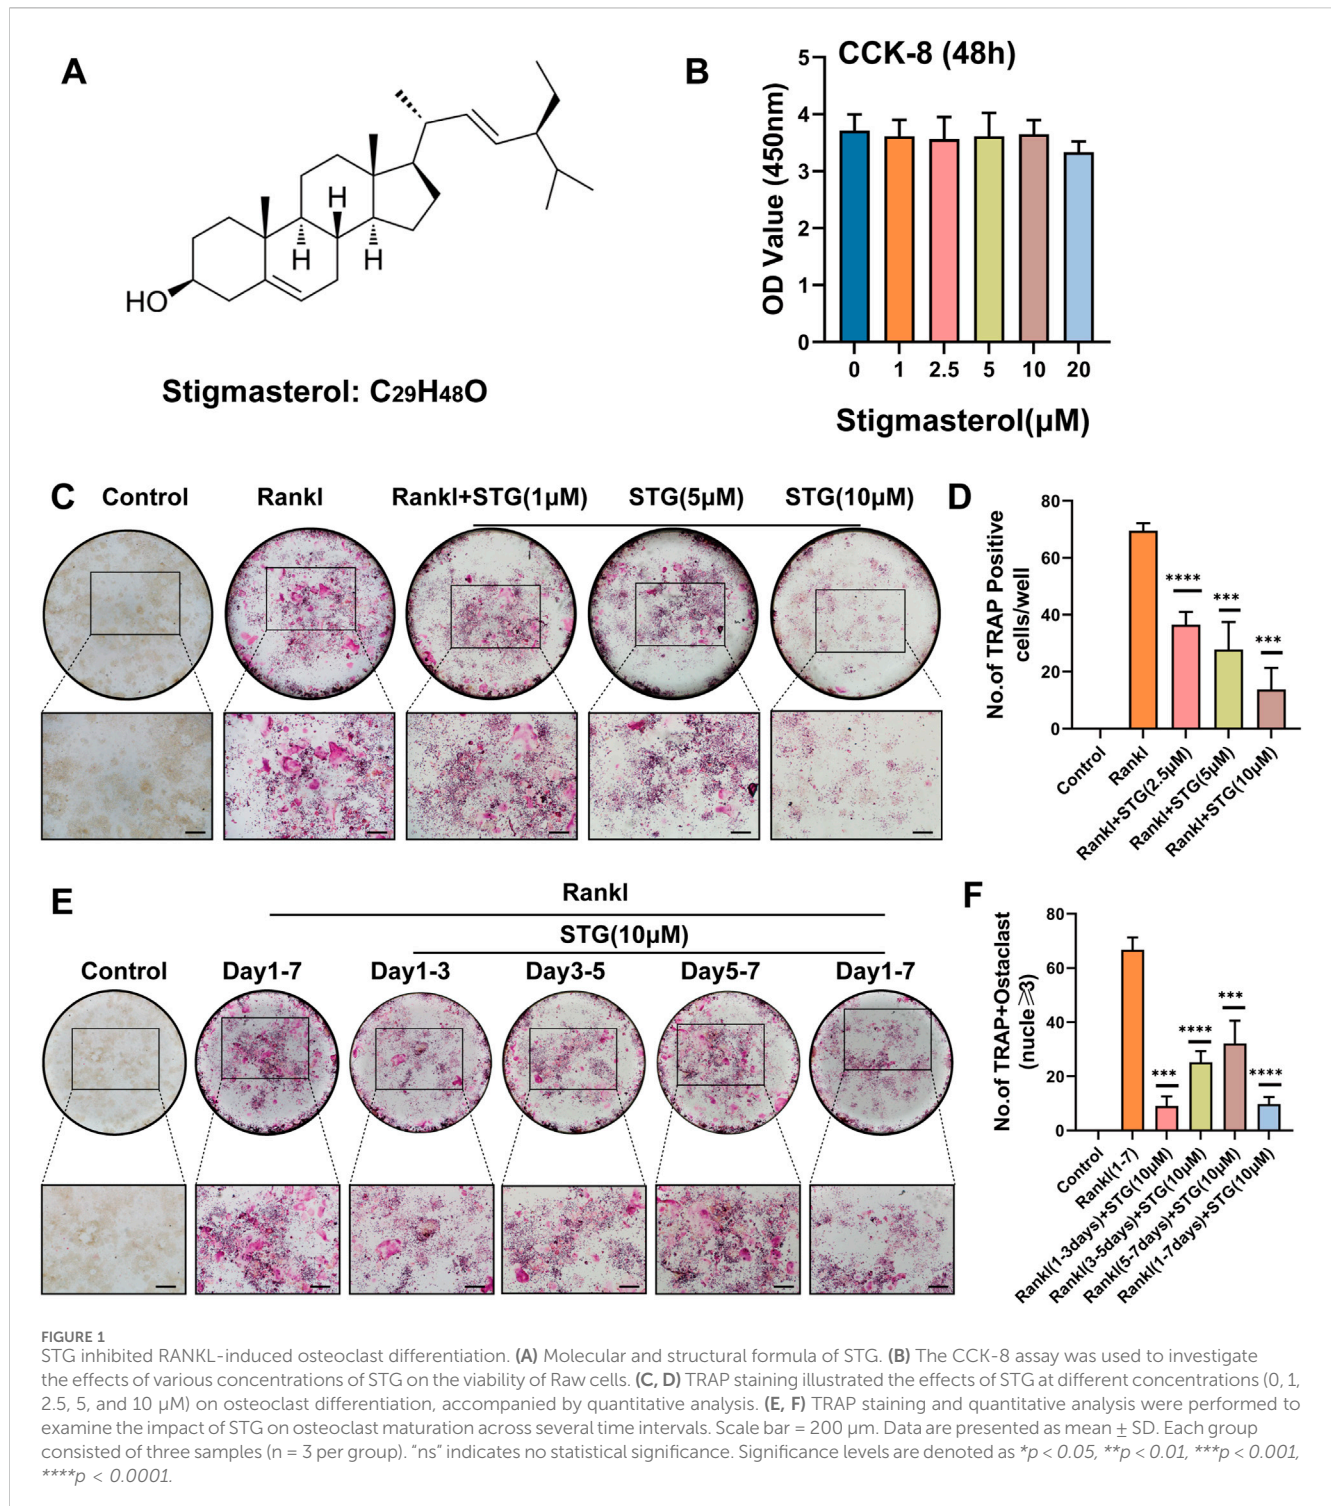 A
HO
H
H
H
Stigmasterol: C29H48O
B
CCK-8 (48h)
OD Value (450nm)
5
4
3
2
1
0
0 1 2.5 5 10 20
Stigmasterol(μM)
C
Control Rankl Rankl+STG(1μM) STG(5μM) STG(10μM)
D
No.of TRAP Positive
cells/well
80
60
40
20
0
****
***
***
Control
Rankl
Rankl+STG(2.5μM)
Rankl+STG(5μM)
Rankl+STG(10μM)
E
Rankl
STG(10μM)
Control Day1-7 Day1-3 Day3-5 Day5-7 Day1-7
F
No.of TRAP+Ostaclast
(nucle≥3)
80
60
40
20
0
***
****
***
****
Control
Rankl(1-7)
Rankl(1-3days)+STG(10μM)
Rankl(3-5days)+STG(10μM)
Rankl(5-7days)+STG(10μM)
Rankl(1-7days)+STG(10μM)
FIGURE 1
STG inhibited RANKL-induced osteoclast differentiation. (A) Molecular and structural formula of STG. (B) The CCK-8 assay was used to investigate
the effects of various concentrations of STG on the viability of Raw cells. (C, D) TRAP staining illustrated the effects of STG at different concentrations (0, 1,
2.5, 5, and 10 μM) on osteoclast differentiation, accompanied by quantitative analysis. (E, F) TRAP staining and quantitative analysis were performed to
examine the impact of STG on osteoclast maturation across several time intervals. Scale bar = 200 μm. Data are presented as mean ± SD. Each group
consisted of three samples (n = 3 per group). "ns" indicates no statistical significance. Significance levels are denoted as *p < 0.05, **p < 0.01, ***p < 0.001,
****p < 0.0001.